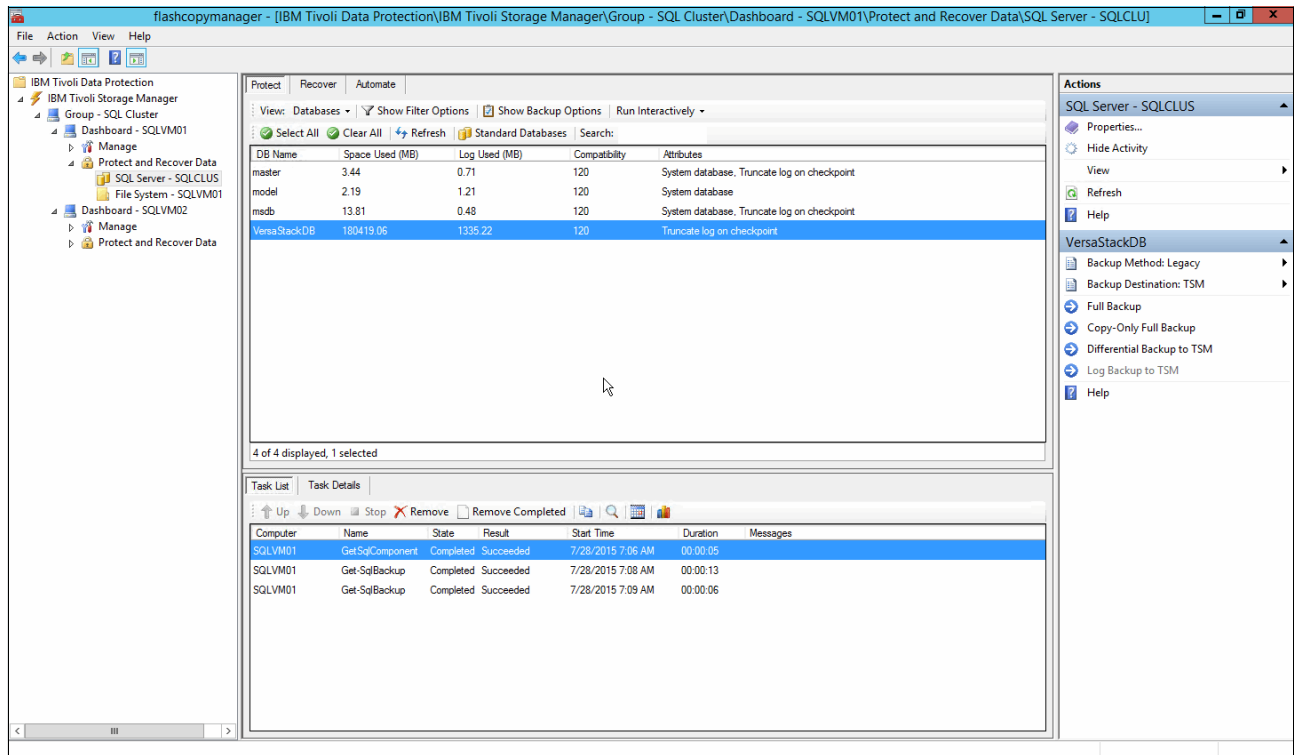 flashcopymanager - [IBM Tivoli Data Protection\IBM Tivoli Storage Manager\Group - SQL Cluster\Dashboard - SQLVM01\Protect and Recover Data\SQL Server - SQLCLU]
File Action View Help
IBM Tivoli Data Protection
IBM Tivoli Storage Manager
Group - SQL Cluster
Dashboard - SQLVM01
Manage
Protect and Recover Data
SQL Server - SQLCLUS
File System - SQLVM01
Dashboard - SQLVM02
Manage
Protect and Recover Data
Protect Recover Automate
View: Databases Show Filter Options Show Backup Options Run Interactively
Select All Clear All Refresh Standard Databases Search:
DB Name Space Used (MB) Log Used (MB) Compatibility Attributes
master 3.44 0.71 120 System database, Truncate log on checkpoint
model 2.19 1.21 120 System database
msdb 13.81 0.48 120 System database, Truncate log on checkpoint
VersaStackDB 180419.06 1335.22 120 Truncate log on checkpoint
4 of 4 displayed, 1 selected
Task List Task Details
Up Down Stop Remove Remove Completed
Computer Name State Result Start Time Duration Messages
SQLVM01 GetSqlComponent Completed Succeeded 7/28/2015 7:06 AM 00:00:05
SQLVM01 Get-SqlBackup Completed Succeeded 7/28/2015 7:08 AM 00:00:13
SQLVM01 Get-SqlBackup Completed Succeeded 7/28/2015 7:09 AM 00:00:06
Actions
SQL Server - SQLCLUS
Properties...
Hide Activity
View
Refresh
Help
VersaStackDB
Backup Method: Legacy
Backup Destination: TSM
Full Backup
Copy-Only Full Backup
Differential Backup to TSM
Log Backup to TSM
Help